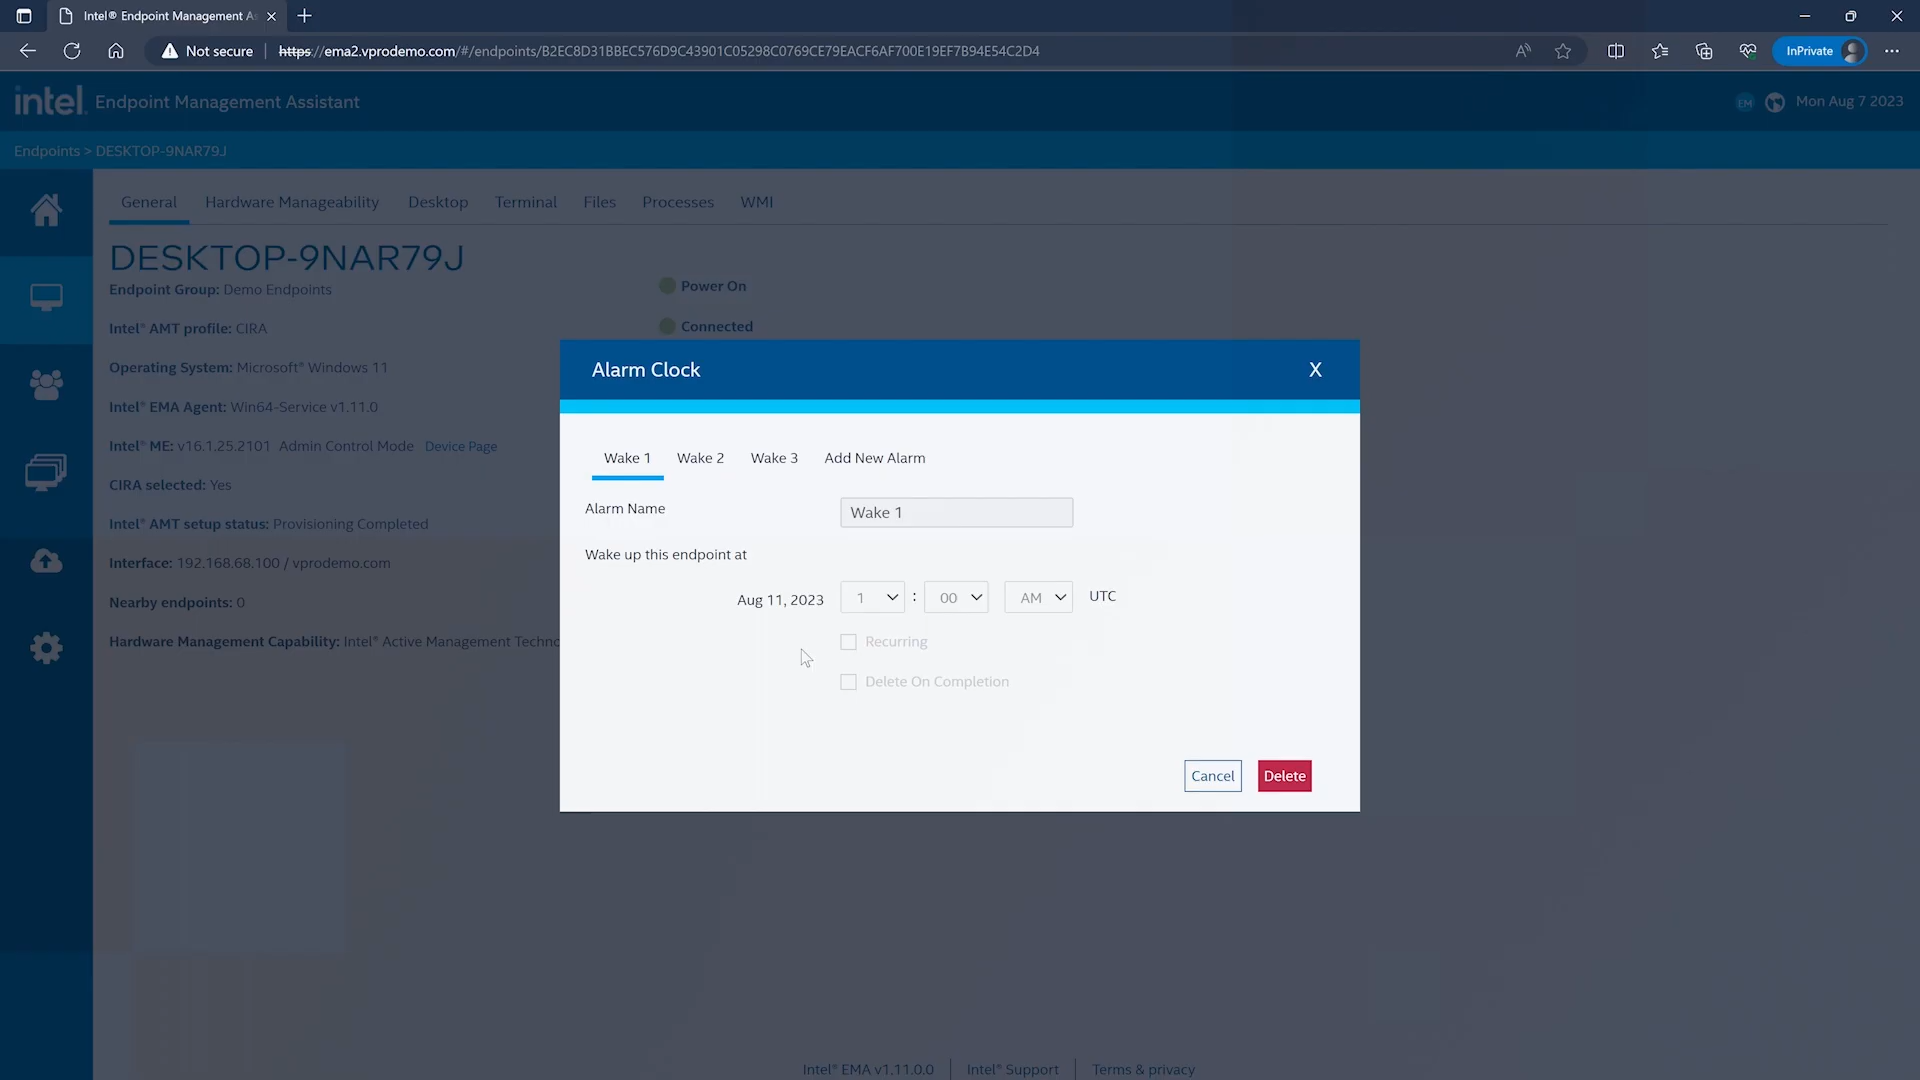 Intel® Endpoint Management As
Not secure
https://ema2.vprodemo.com/#/endpoints/B2EC8D31BBEC576D9C43901C05298C0769CE79EACF6AF700E19EF7B94E54C2D4
InPrivate
intel. Endpoint Management Assistant
EM
Mon Aug 7 2023
Endpoints > DESKTOP-9NAR79J
General Hardware Manageability Desktop Terminal Files Processes WMI
DESKTOP-9NAR79J
Endpoint Group: Demo Endpoints
Power On
Intel® AMT profile: CIRA
Connected
Operating System: Microsoft® Windows 11
Intel® EMA Agent: Win64-Service v1.11.0
Intel® ME: v16.1.25.2101 Admin Control Mode Device Page
CIRA selected: Yes
Intel® AMT setup status: Provisioning Completed
Interface: 192.168.68.100 / vprodemo.com
Nearby endpoints: 0
Hardware Management Capability: Intel® Active Management Techno
Alarm Clock
X
Wake 1 Wake 2 Wake 3 Add New Alarm
Alarm Name
Wake 1
Wake up this endpoint at
Aug 11, 2023 1 : 00 AM UTC
Recurring
Delete On Completion
Cancel Delete
Intel® EMA v1.11.0.0 Intel® Support Terms & privacy